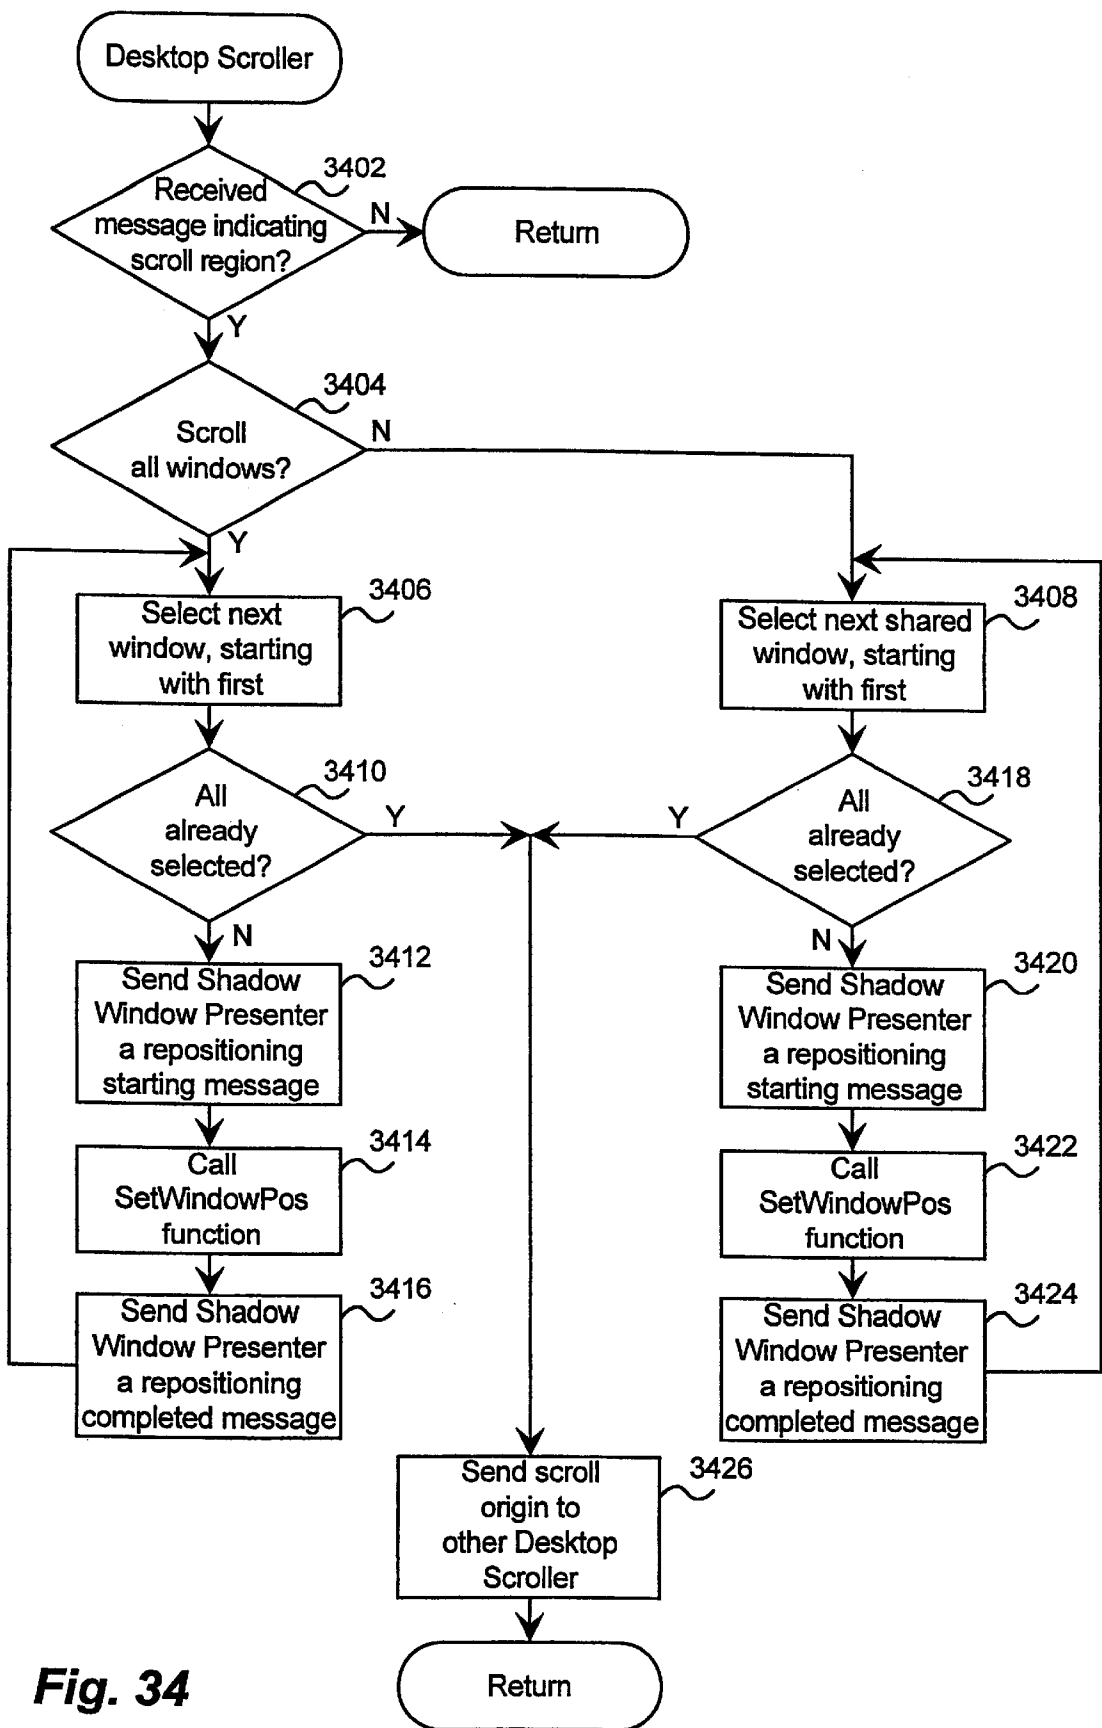 Desktop Scroller
3402
Received
message indicating
scroll region?
N
Return
Y
3404
Scroll
all windows?
N
Y
3406
Select next
window, starting
with first
3408
Select next shared
window, starting
with first
3410
All
already
selected?
Y
3418
All
already
selected?
Y
N
3412
Send Shadow
Window Presenter
a repositioning
starting message
N
3420
Send Shadow
Window Presenter
a repositioning
starting message
3414
Call
SetWindowPos
function
3422
Call
SetWindowPos
function
3416
Send Shadow
Window Presenter
a repositioning
completed message
3424
Send Shadow
Window Presenter
a repositioning
completed message
3426
Send scroll
origin to
other Desktop
Scroller
Return
Fig. 34